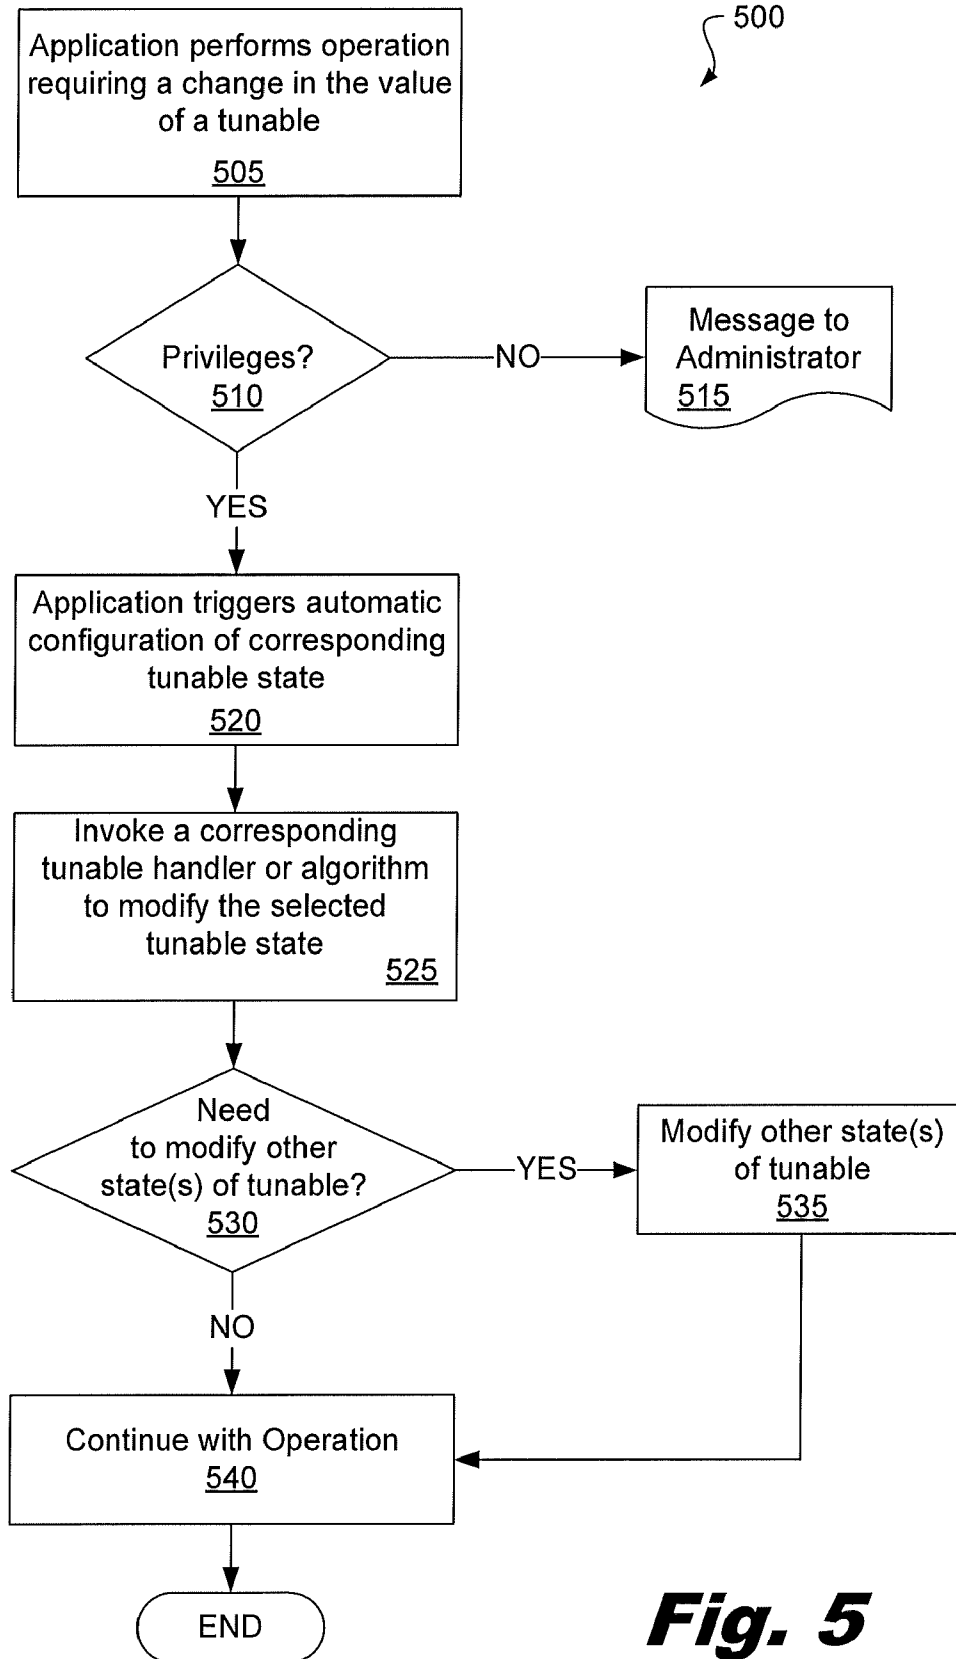 500
Application performs operation
requiring a change in the value
of a tunable
505
Privileges?
510
NO
Message to
Administrator
515
YES
Application triggers automatic
configuration of corresponding
tunable state
520
Invoke a corresponding
tunable handler or algorithm
to modify the selected
tunable state
525
Need
to modify other
state(s) of tunable?
530
YES
Modify other state(s)
of tunable
535
NO
Continue with Operation
540
END
Fig. 5